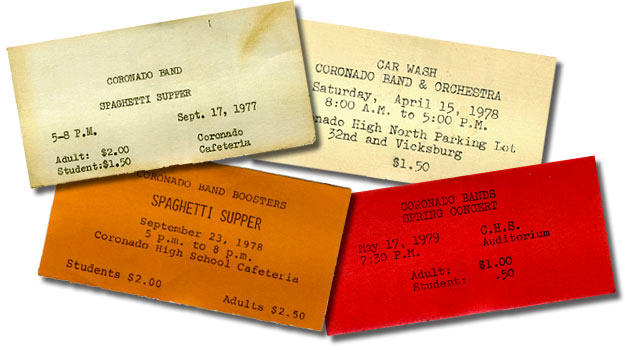 CORONADO BAND
SPAGHETTI SUPPER
Sept. 17, 1977
5-8 P.M.
Coronado
Cafeteria
Adult: $2.00
Student:$1.50
CAR WASH
CORONADO BAND & ORCHESTRA
Saturday, April 15, 1978
8:00 A.M. to 5:00 P.M.
onado High North Parking Lot
32nd and Vicksburg
$1.50
CORONADO BAND BOOSTERS
SPAGHETTI SUPPER
September 23, 1978
5 p.m. to 8 p.m.
Coronado High School Cafeteria
Students $2.00
Adults $2.50
CORONADO BANDS
SPRING CONCERT
May 17, 1979
7:30 P.M.
C.H.S.
Auditorium
Adult: $1.00
Student: .50